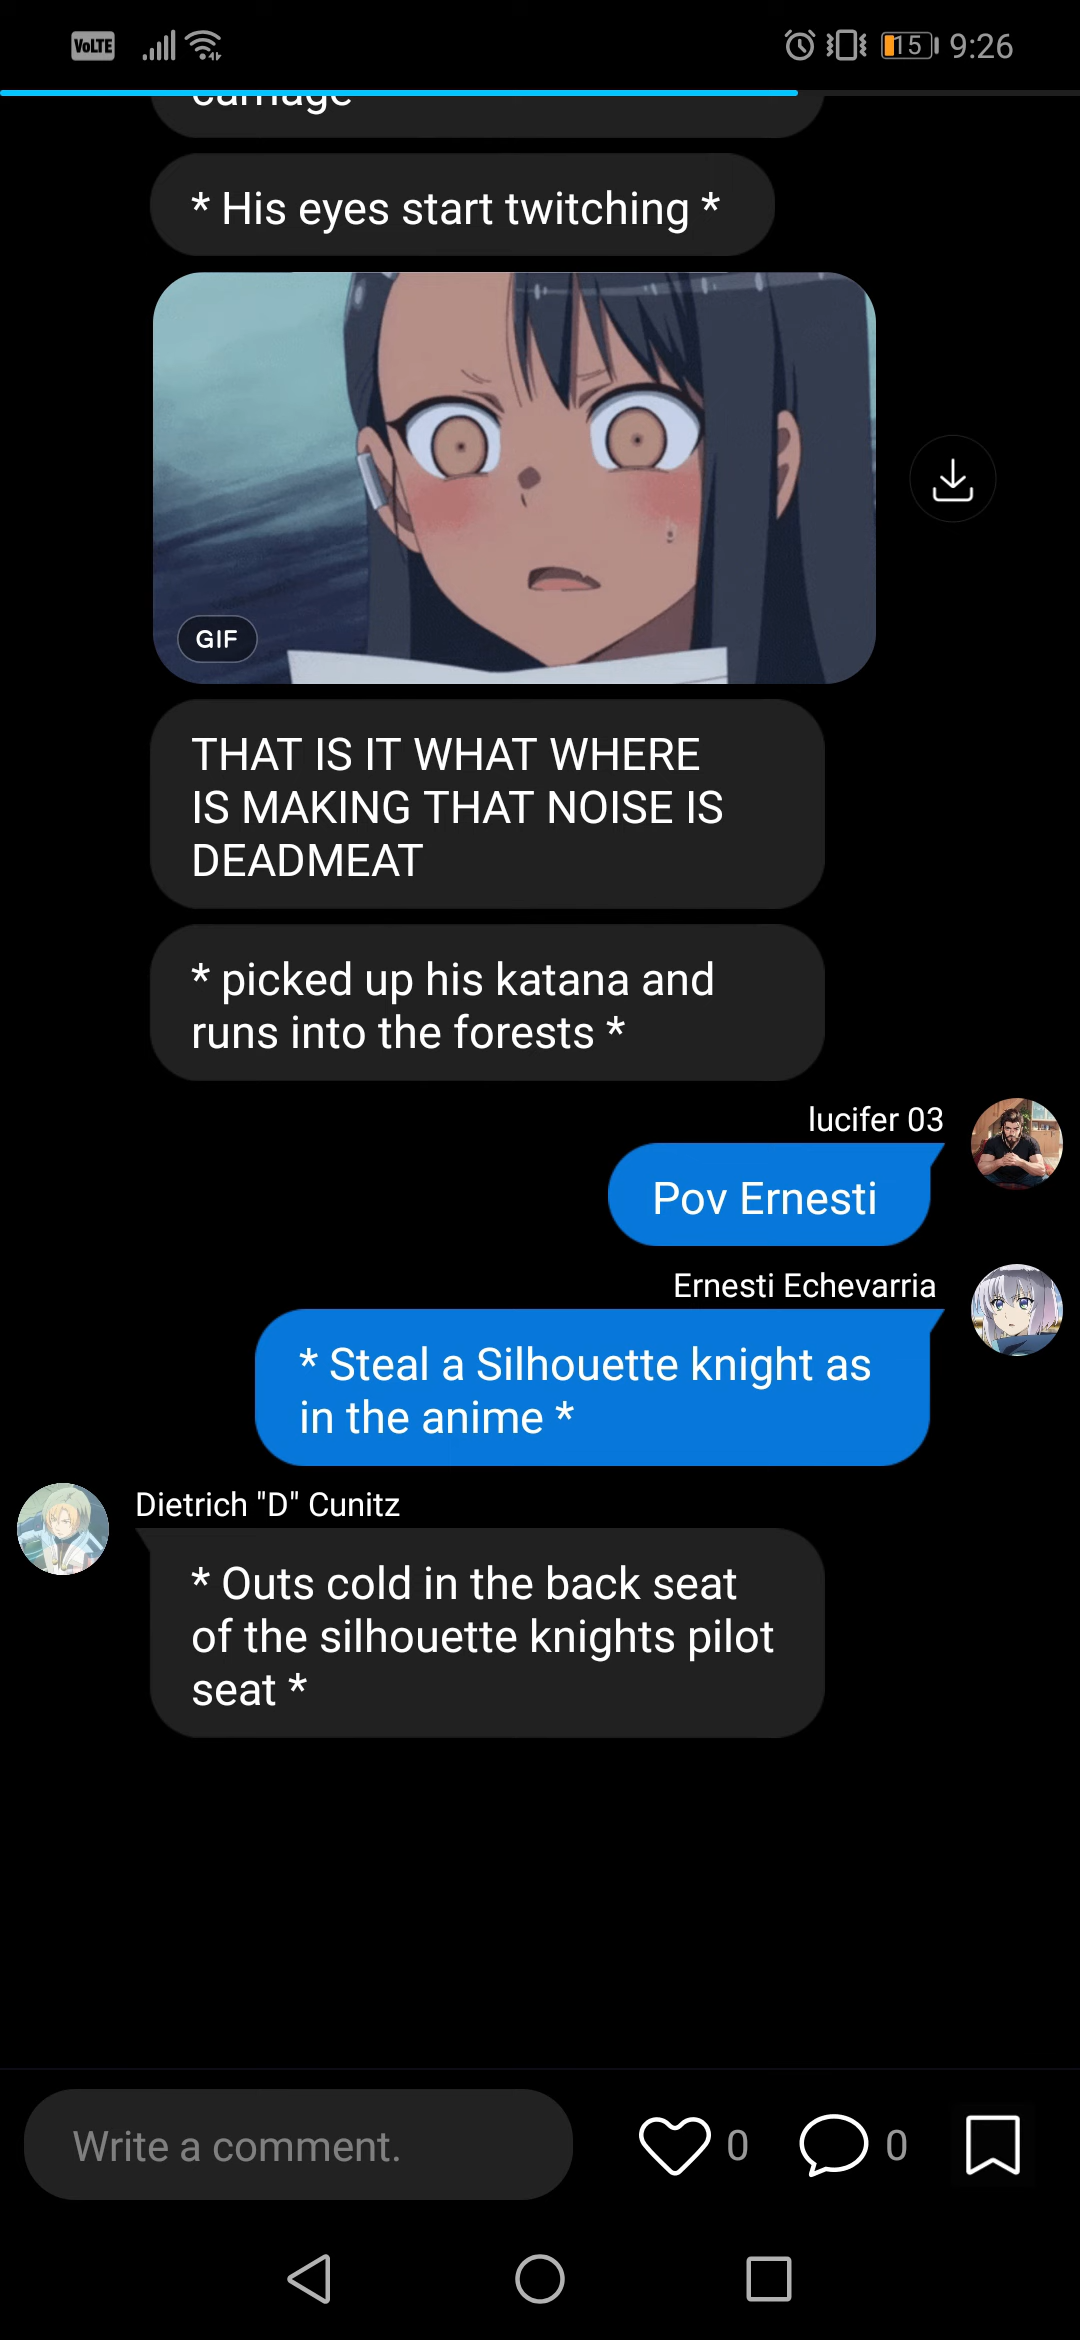 VoLTE
15
9:26
carriage
* His eyes start twitching *
GIF
THAT IS IT WHAT WHERE
IS MAKING THAT NOISE IS
DEADMEAT
* picked up his katana and
runs into the forests *
lucifer 03
Pov Ernesti
Ernesti Echevarria
* Steal a Silhouette knight as
in the anime *
Dietrich "D" Cunitz
* Outs cold in the back seat
of the silhouette knights pilot
seat *
Write a comment.
0
0